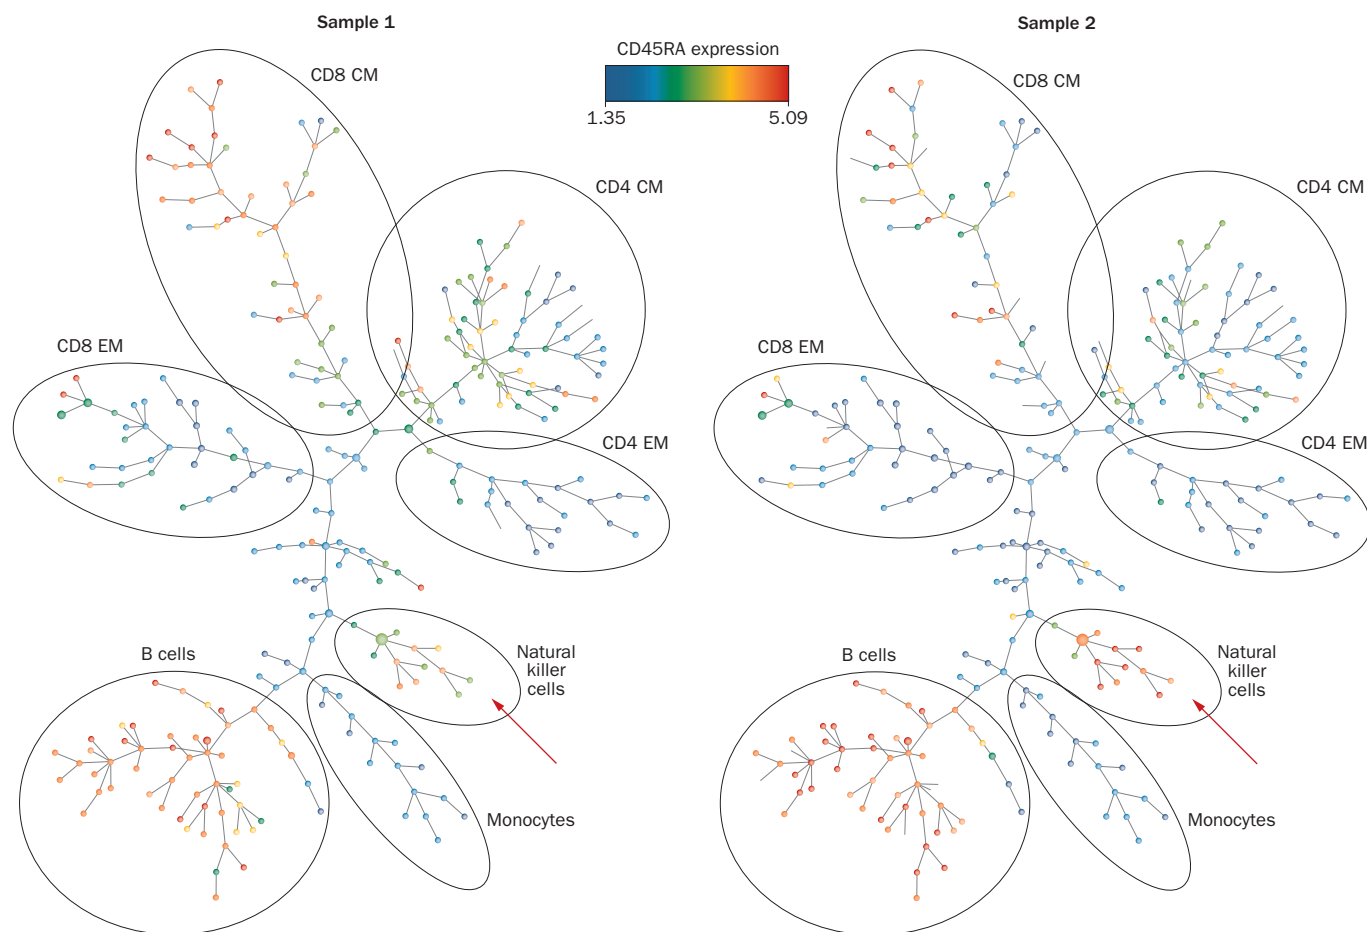 Sample 1
Sample 2
CD45RA expression
1.35
5.09
CD8 CM
CD4 CM
CD8 EM
CD4 EM
B cells
Natural
killer
cells
Monocytes
CD8 CM
CD4 CM
CD8 EM
CD4 EM
B cells
Natural
killer
cells
Monocytes